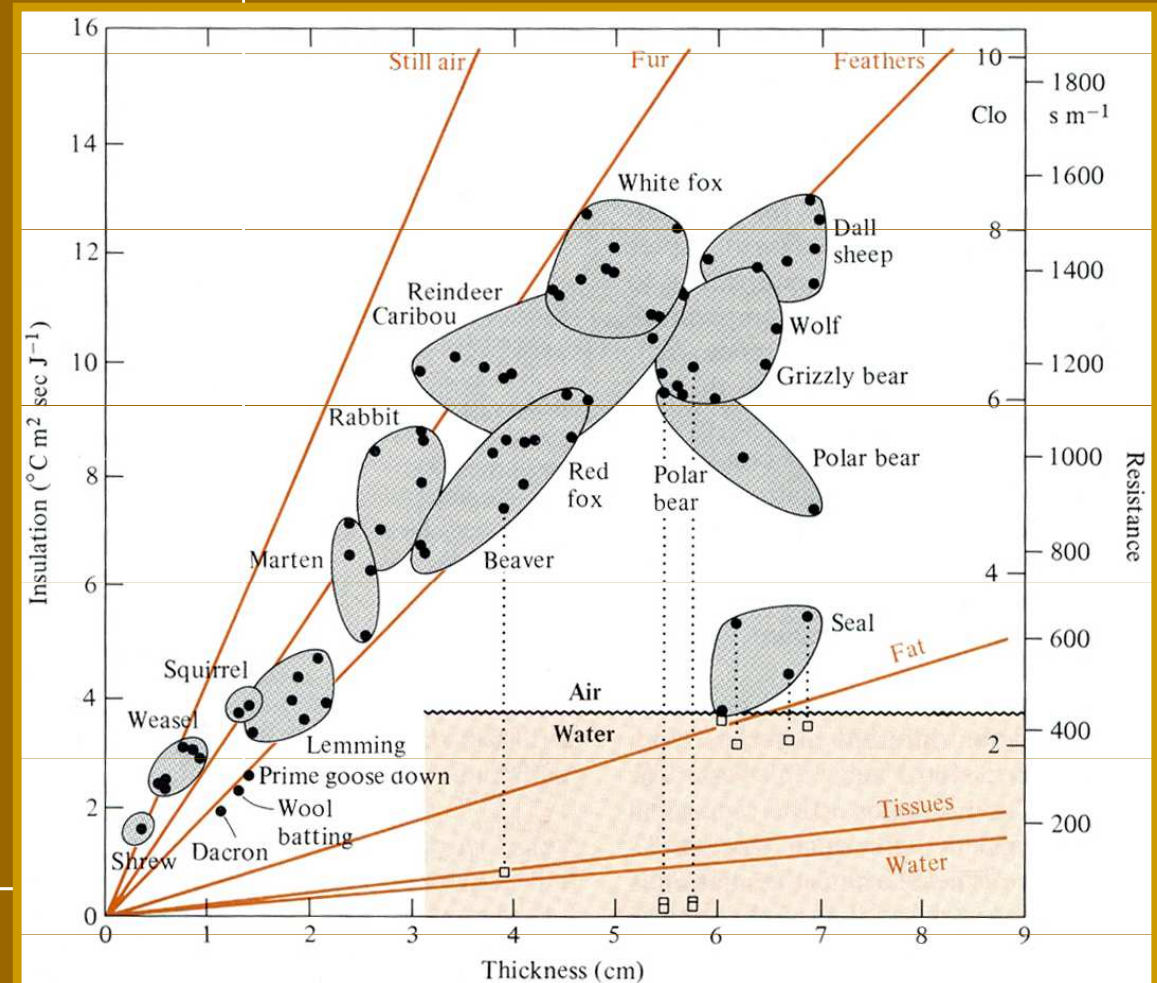 16
14
12
10
8
6
4
2
0
Insulation (° C m² sec J⁻¹)
0 1 2 3 4 5 6 7 8 9
Thickness (cm)
Still air
Fur
Feathers
10
8
6
4
2
Clo
s m⁻¹
1800
1600
1400
1200
1000
800
600
400
200
Resistance
White fox
Dall
sheep
Reindeer
Caribou
Wolf
Grizzly bear
Rabbit
Red
fox
Polar
bear
Polar bear
Marten
Beaver
Seal
Fat
Squirrel
Air
Water
Weasel
Lemming
Prime goose down
Wool
batting
Dacron
Shrew
Tissues
Water